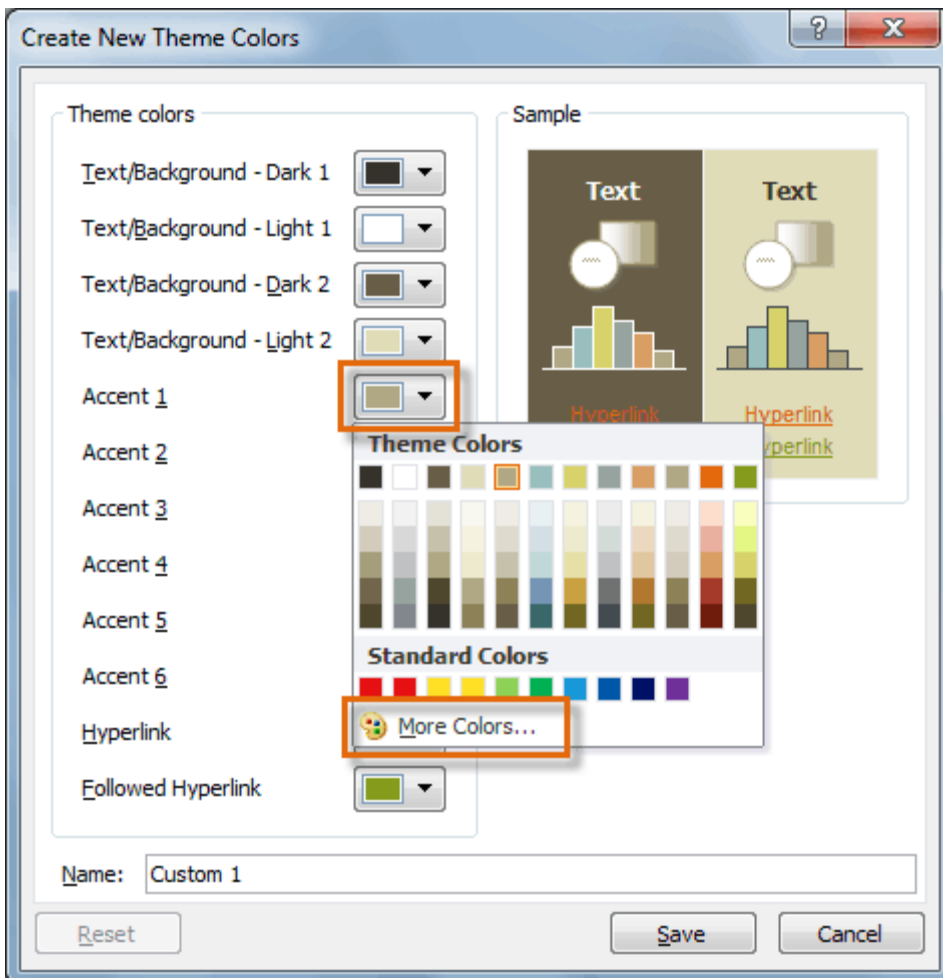 Create New Theme Colors
Theme colors
Text/Background - Dark 1
Text/Background - Light 1
Text/Background - Dark 2
Text/Background - Light 2
Accent 1
Accent 2
Accent 3
Accent 4
Accent 5
Accent 6
Hyperlink
Followed Hyperlink
Sample
Text
Text
Hyperlink
Hyperlink
yperlink
Theme Colors
Standard Colors
More Colors...
Name: Custom 1
Reset
Save
Cancel